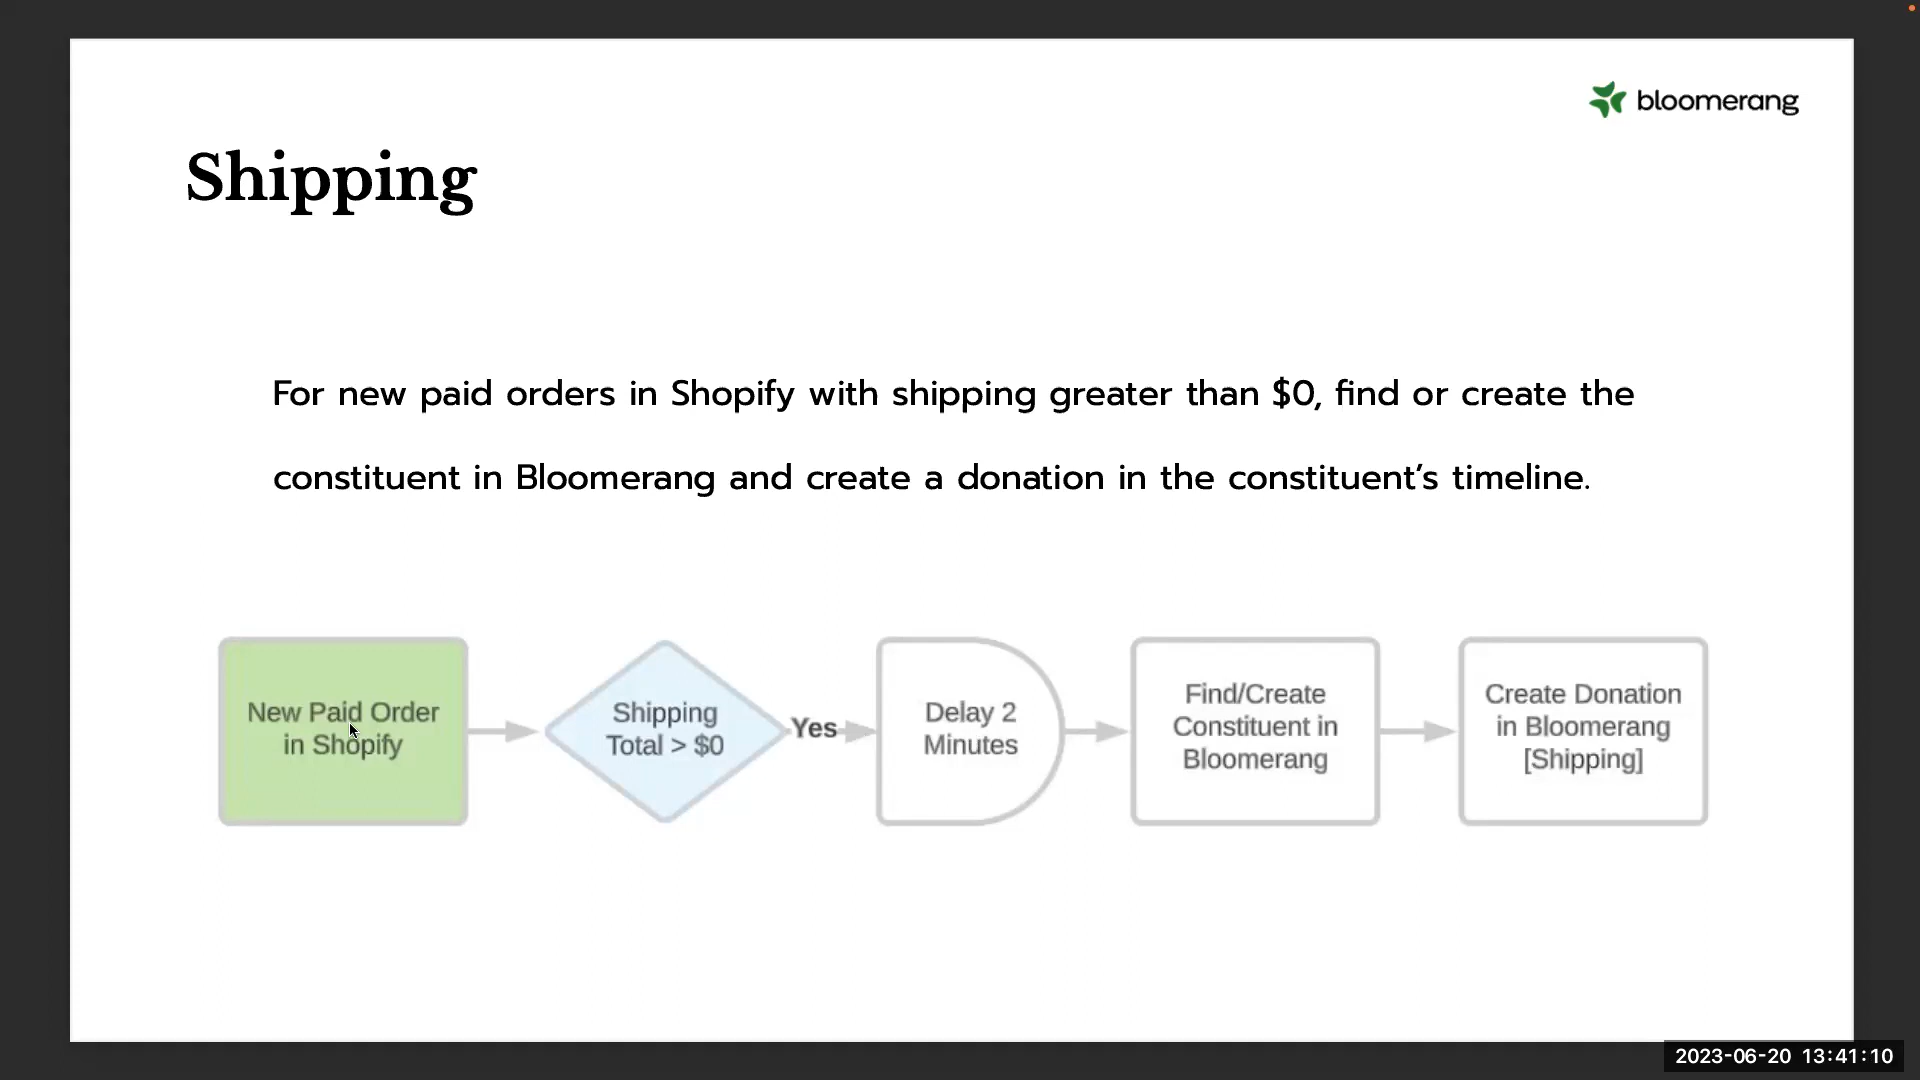 bloomerang
Shipping
For new paid orders in Shopify with shipping greater than $0, find or create the
constituent in Bloomerang and create a donation in the constituent’s timeline.
New Paid Order
in Shopify
Shipping
Total > $0
Yes
Delay 2
Minutes
Find/Create
Constituent in
Bloomerang
Create Donation
in Bloomerang
[Shipping]
2023-06-20 13:41:10